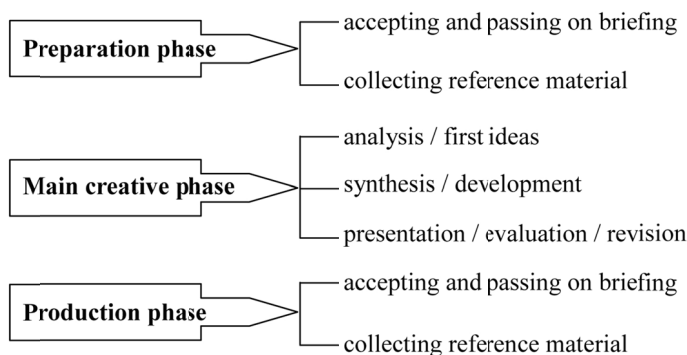 Preparation phase
accepting and passing on briefing
collecting reference material
Main creative phase
analysis / first ideas
synthesis / development
presentation / evaluation / revision
Production phase
accepting and passing on briefing
collecting reference material